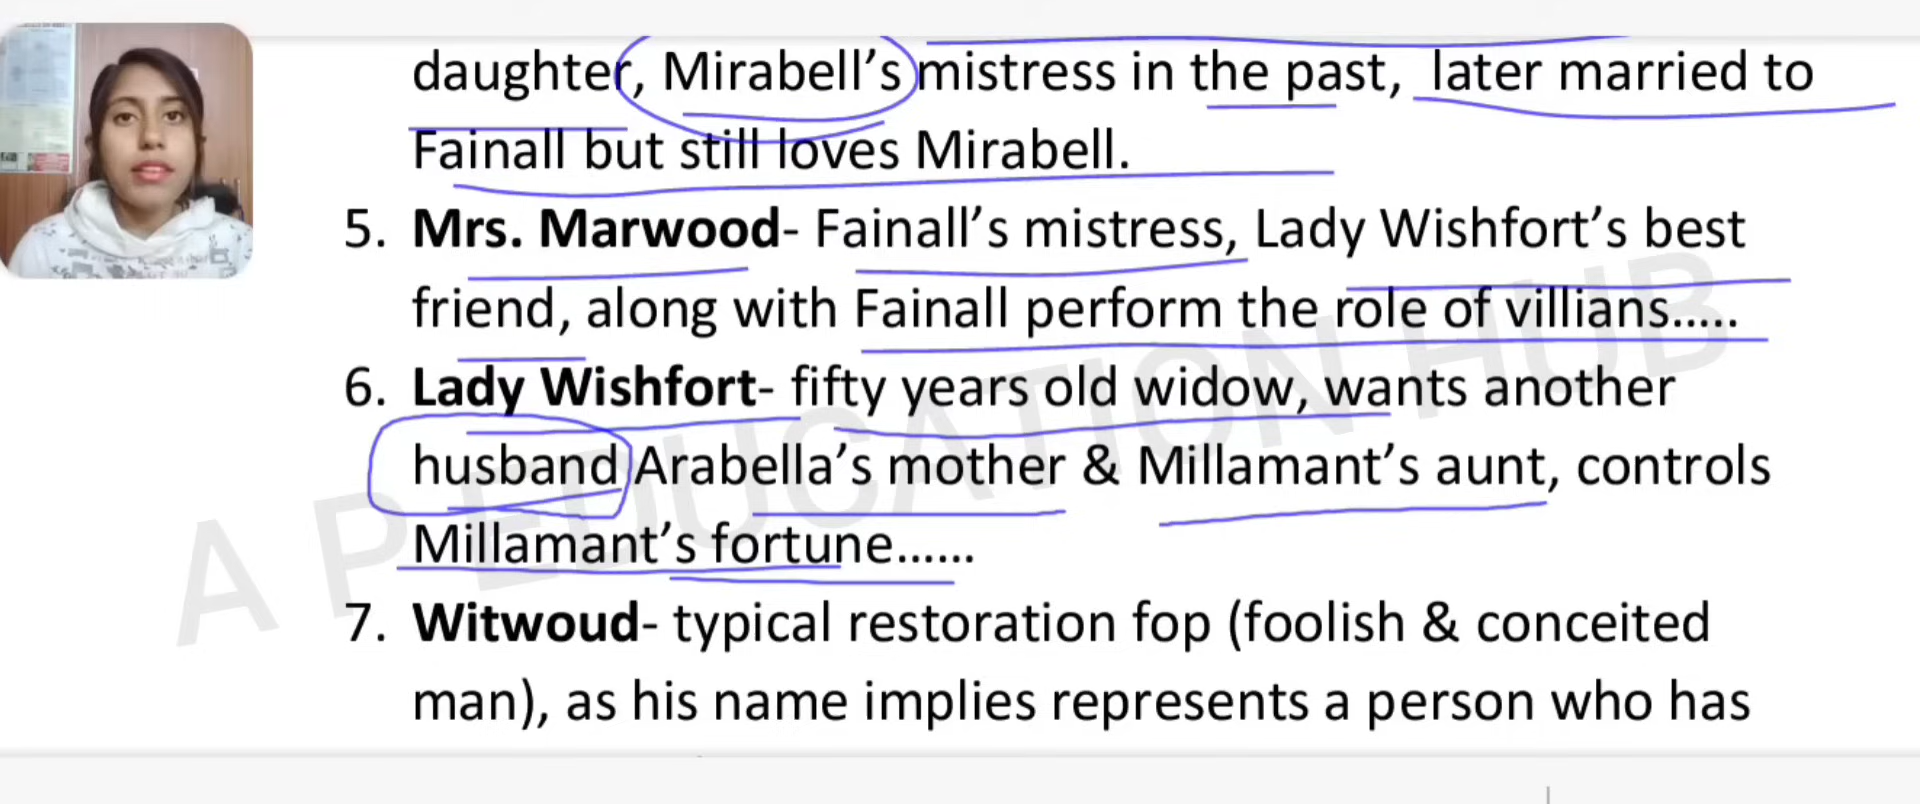 daughter, Mirabell’s mistress in the past, later married to
Fainall but still loves Mirabell.
5. Mrs. Marwood- Fainall’s mistress, Lady Wishfort’s best
friend, along with Fainall perform the role of villians.....
6. Lady Wishfort- fifty years old widow, wants another
husband Arabella’s mother & Millamant’s aunt, controls
Millamant’s fortune......
7. Witwoud- typical restoration fop (foolish & conceited
man), as his name implies represents a person who has
A P EDUCATION HUB